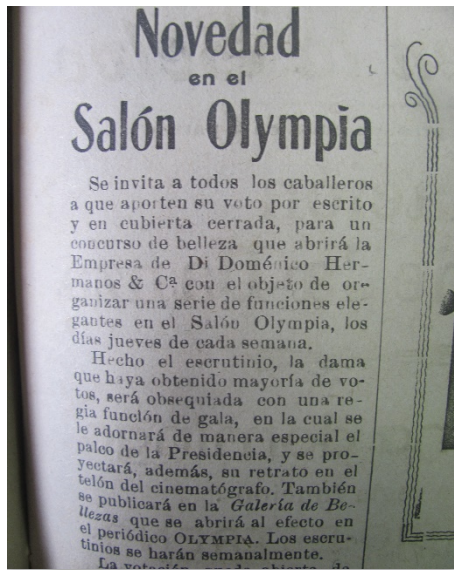 Novedad
en el
Salón Olympia
Se invita a todos los caballeros
a que aporten su voto por escrito
y en cubierta cerrada, para un
concurso de belleza que abrirá la
Empresa de Di Doménico Her-
manos & Cª con el objeto de or-
ganizar una serie de funciones ele-
gantes en el Salón Olympia, los
días jueves de cada semana.
Hecho el escrutinio, la dama
que haya obtenido mayoría de vo-
tos, será obsequiada con una re-
gia función de gala, en la cual se
le adornará de manera especial el
palco de la Presidencia, y se pro-
yectará, además, su retrato en el
telón del cinematógrafo. También
se publicará en la Galería de Be-
llezas que se abrirá al efecto en
el periódico OLYMPIA. Los escru-
tinios se harán semanalmente.
La votación queda abierta de